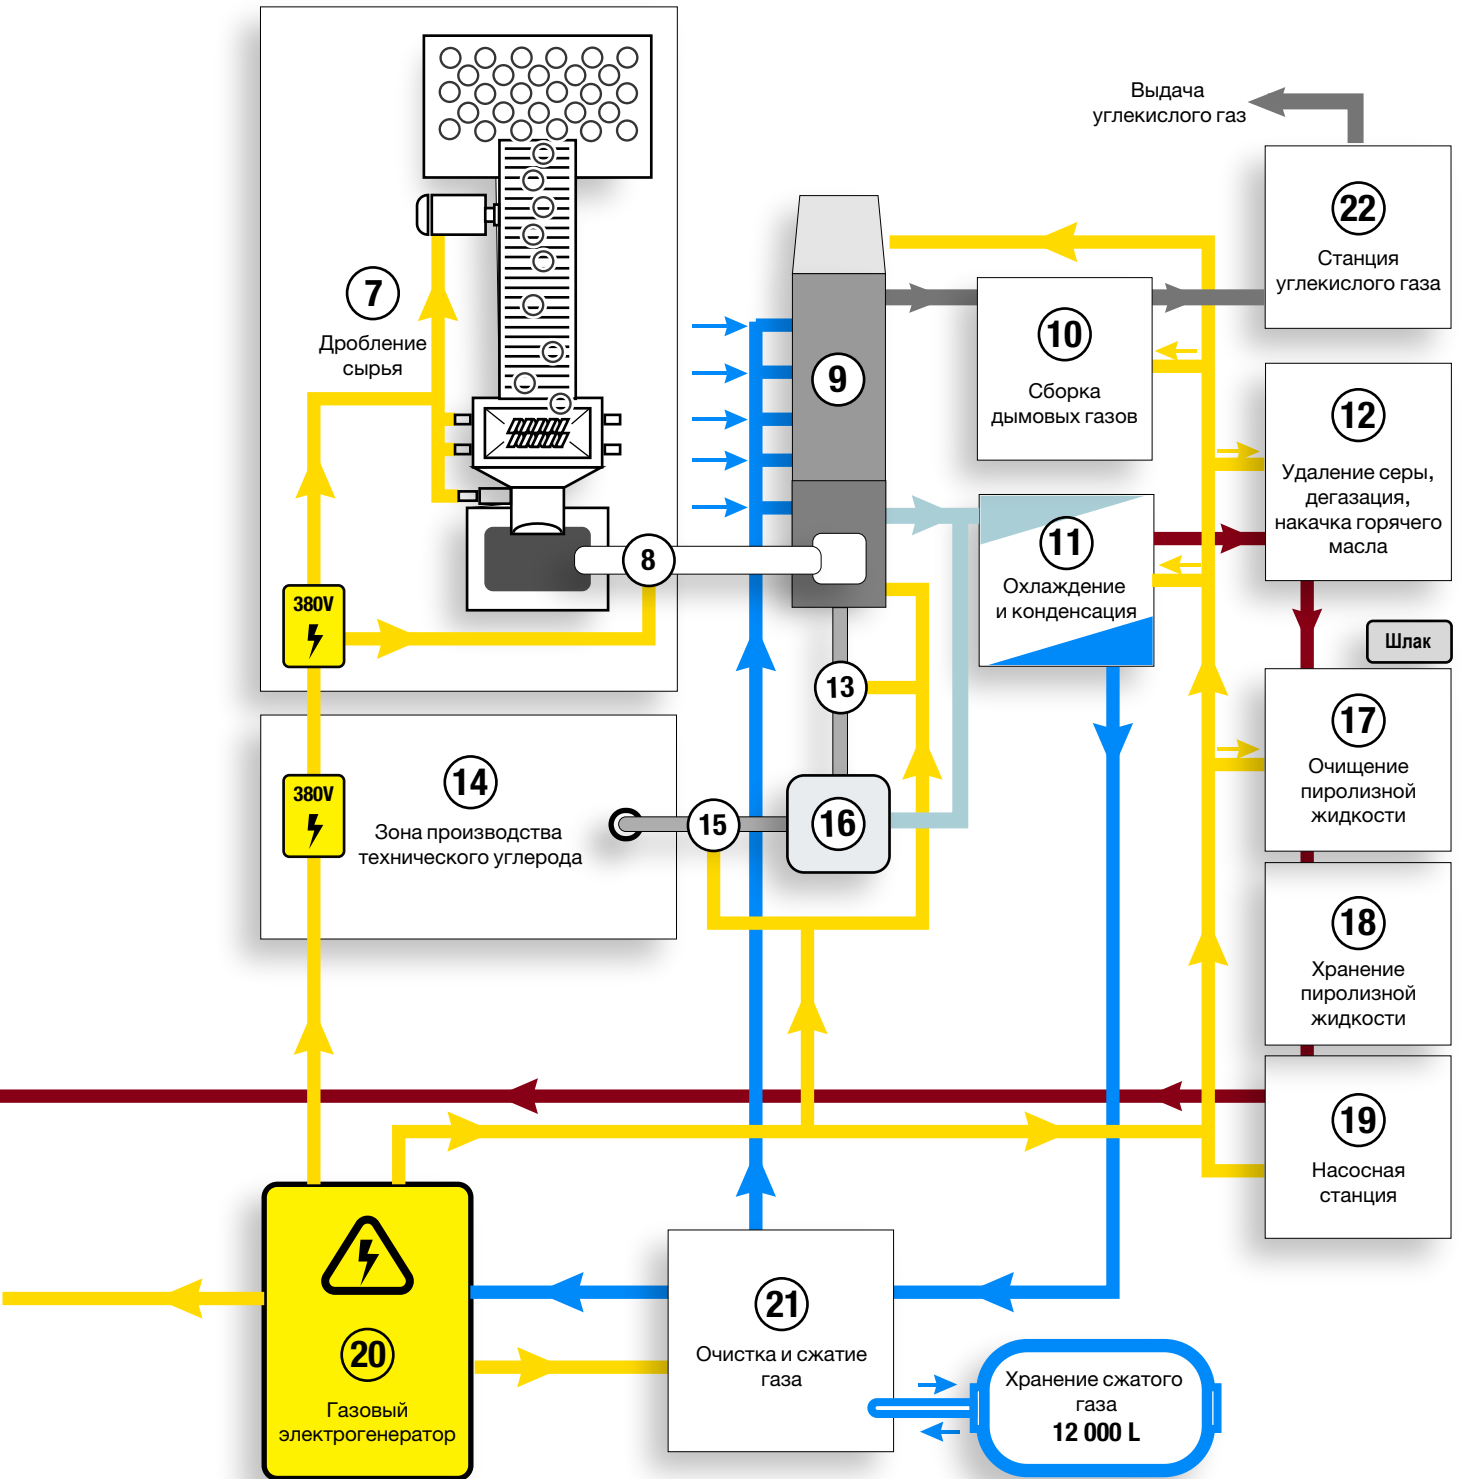 Выдача
углекислого газ
22
Станция
углекислого газа
7
Дробление
сырья
9
10
Сборка
дымовых газов
12
Удаление серы,
дегазация,
накачка горячего
масла
8
11
Охлаждение
и конденсация
380V
Шлак
13
17
Очищение
пиролизной
жидкости
14
Зона производства
технического углерода
380V
15
16
18
Хранение
пиролизной
жидкости
19
Насосная
станция
20
Газовый
электрогенератор
21
Очистка и сжатие
газа
Хранение сжатого
газа
12 000 L